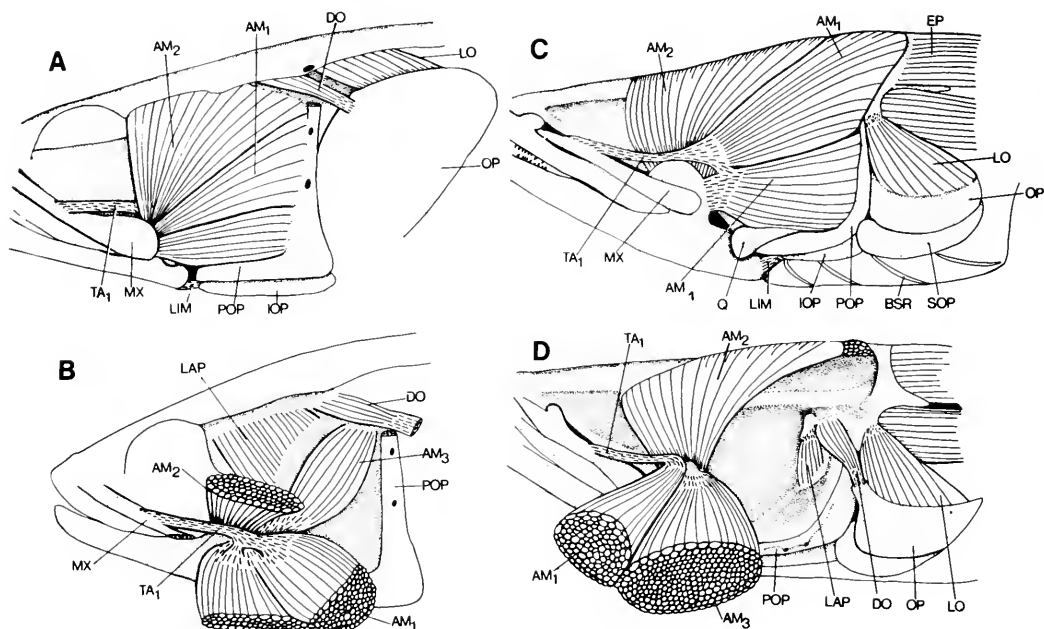 A
AM2
AM1
DO
LO
OP
TA1
MX
LIM
POP
IOP
C
AM2
AM1
EP
LO
OP
TA1
MX
AM1
Q
LIM
IOP
POP
BSR
SOP
B
LAP
DO
AM2
AM3
POP
MX
TA1
AM1
D
TA1
AM2
AM1
AM3
POP
LAP
DO
OP
LO